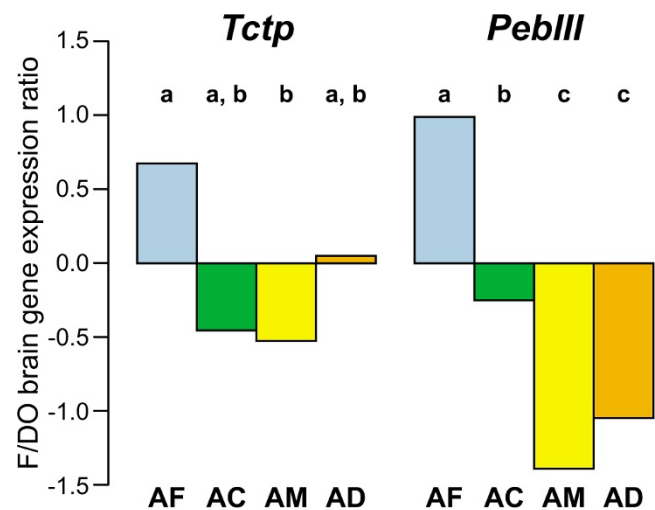 Tctp PebIII
F/DO brain gene expression ratio
1.5
1.0
0.5
0.0
-0.5
-1.0
-1.5
a a, b b a, b a b c c
AF AC AM AD AF AC AM AD